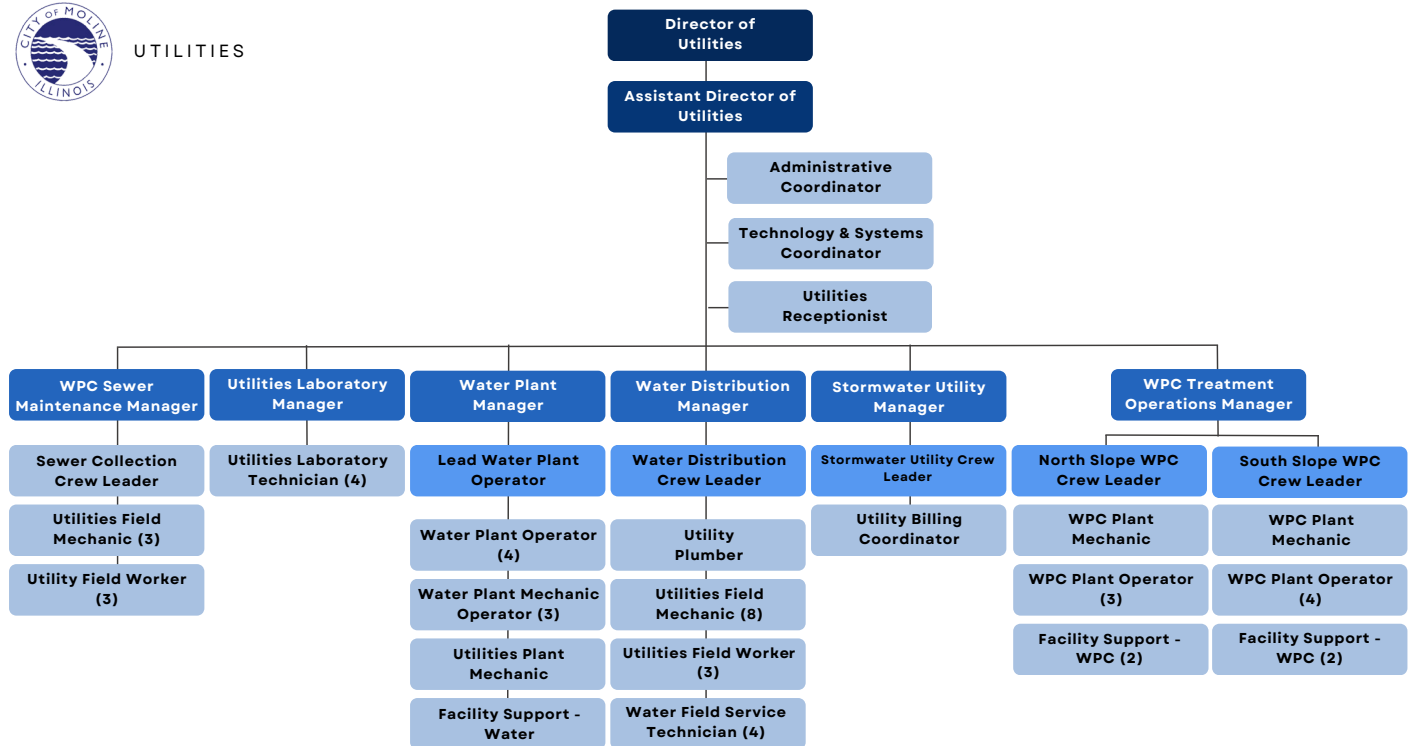 CITY OF MOLINE
ILLINOIS
UTILITIES
Director of
Utilities
Assistant Director of
Utilities
Administrative
Coordinator
Technology & Systems
Coordinator
Utilities
Receptionist
WPC Sewer
Maintenance Manager
Utilities Laboratory
Manager
Water Plant
Manager
Water Distribution
Manager
Stormwater Utility
Manager
WPC Treatment
Operations Manager
Sewer Collection
Crew Leader
Utilities Field
Mechanic (3)
Utility Field Worker
(3)
Utilities Laboratory
Technician (4)
Lead Water Plant
Operator
Water Plant Operator
(4)
Water Plant Mechanic
Operator (3)
Utilities Plant
Mechanic
Facility Support -
Water
Water Distribution
Crew Leader
Utility
Plumber
Utilities Field
Mechanic (8)
Utilities Field Worker
(3)
Water Field Service
Technician (4)
Stormwater Utility Crew
Leader
Utility Billing
Coordinator
North Slope WPC
Crew Leader
WPC Plant
Mechanic
WPC Plant Operator
(3)
Facility Support -
WPC (2)
South Slope WPC
Crew Leader
WPC Plant
Mechanic
WPC Plant Operator
(4)
Facility Support -
WPC (2)